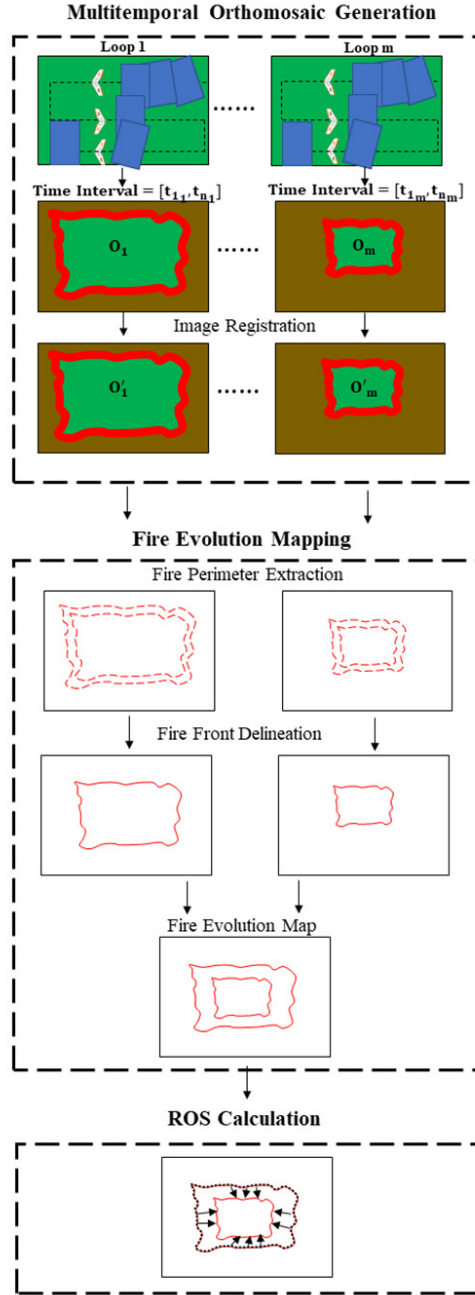 Multitemporal Orthomosaic Generation
Loop 1
Loop m
......
Time Interval = [t₁₁, tₙ₁]
Time Interval = [t₁ₘ, tₙₘ]
O₁
......
Oₘ
Image Registration
O′₁
......
O′ₘ
Fire Evolution Mapping
Fire Perimeter Extraction
Fire Front Delineation
Fire Evolution Map
ROS Calculation